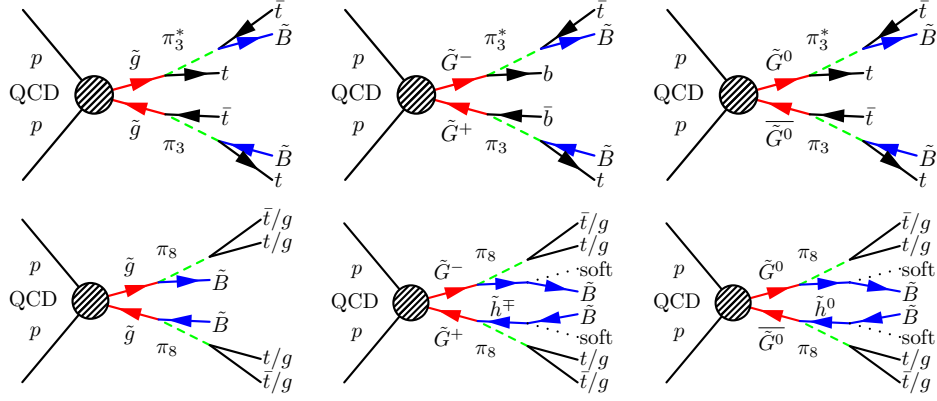 p
QCD
p
g̃
g̃
π₃*
π₃
t
t̄
t̄
B̃
B̃
t
p
QCD
p
G̃⁻
G̃⁺
π₃*
π₃
b
b̄
t̄
B̃
B̃
t
p
QCD
p
G̃⁰
G̃⁰
π₃*
π₃
t
t̄
t̄
B̃
B̃
t
p
QCD
p
g̃
g̃
π₈
π₈
t̄/g
t/g
B̃
B̃
t/g
t̄/g
p
QCD
p
G̃⁻
G̃⁺
π₈
h̃∓
π₈
t̄/g
t/g
soft
B̃
B̃
soft
t/g
t̄/g
p
QCD
p
G̃⁰
G̃⁰
π₈
h̃⁰
π₈
t̄/g
t/g
soft
B̃
B̃
soft
t/g
t̄/g